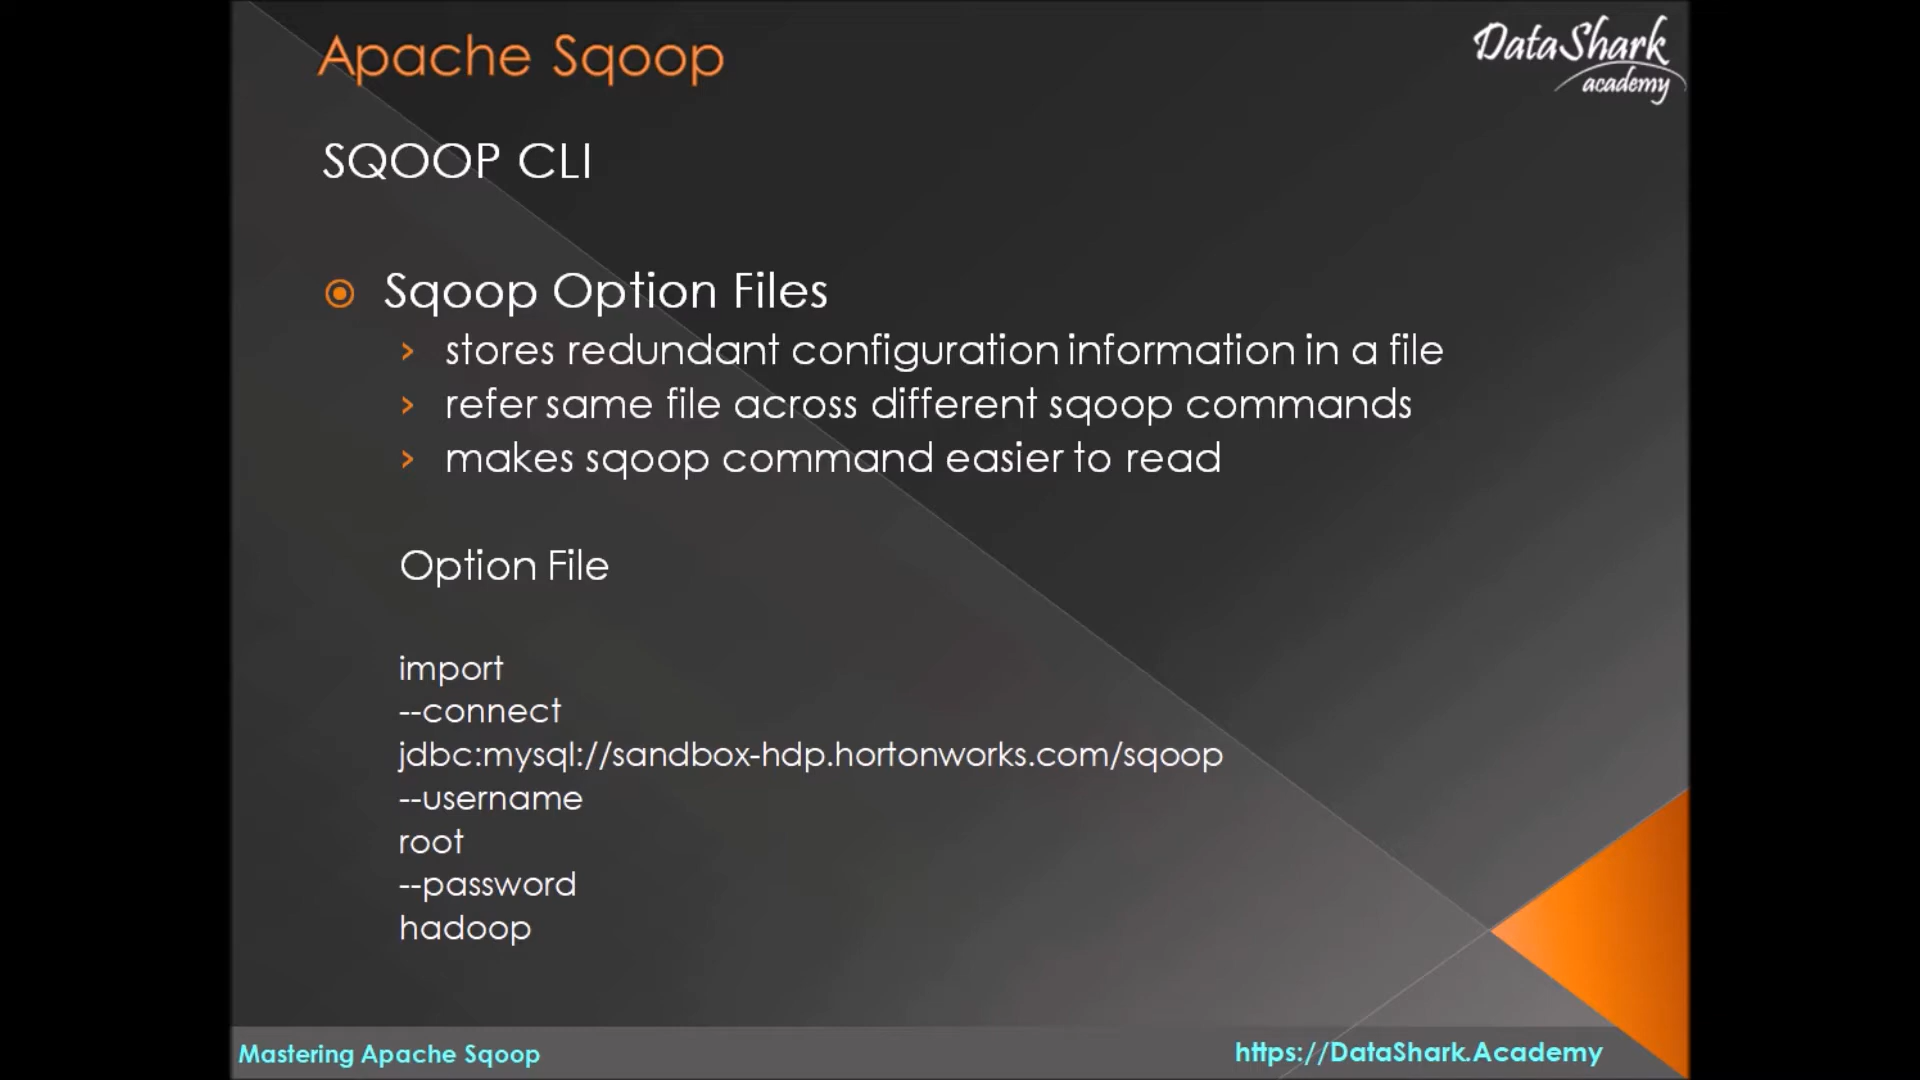 Apache Sqoop
DataShark
academy
SQOOP CLI
Sqoop Option Files
› stores redundant configuration information in a file
› refer same file across different sqoop commands
› makes sqoop command easier to read
Option File
import
--connect
jdbc:mysql://sandbox-hdp.hortonworks.com/sqoop
--username
root
--password
hadoop
Mastering Apache Sqoop
https://DataShark.Academy